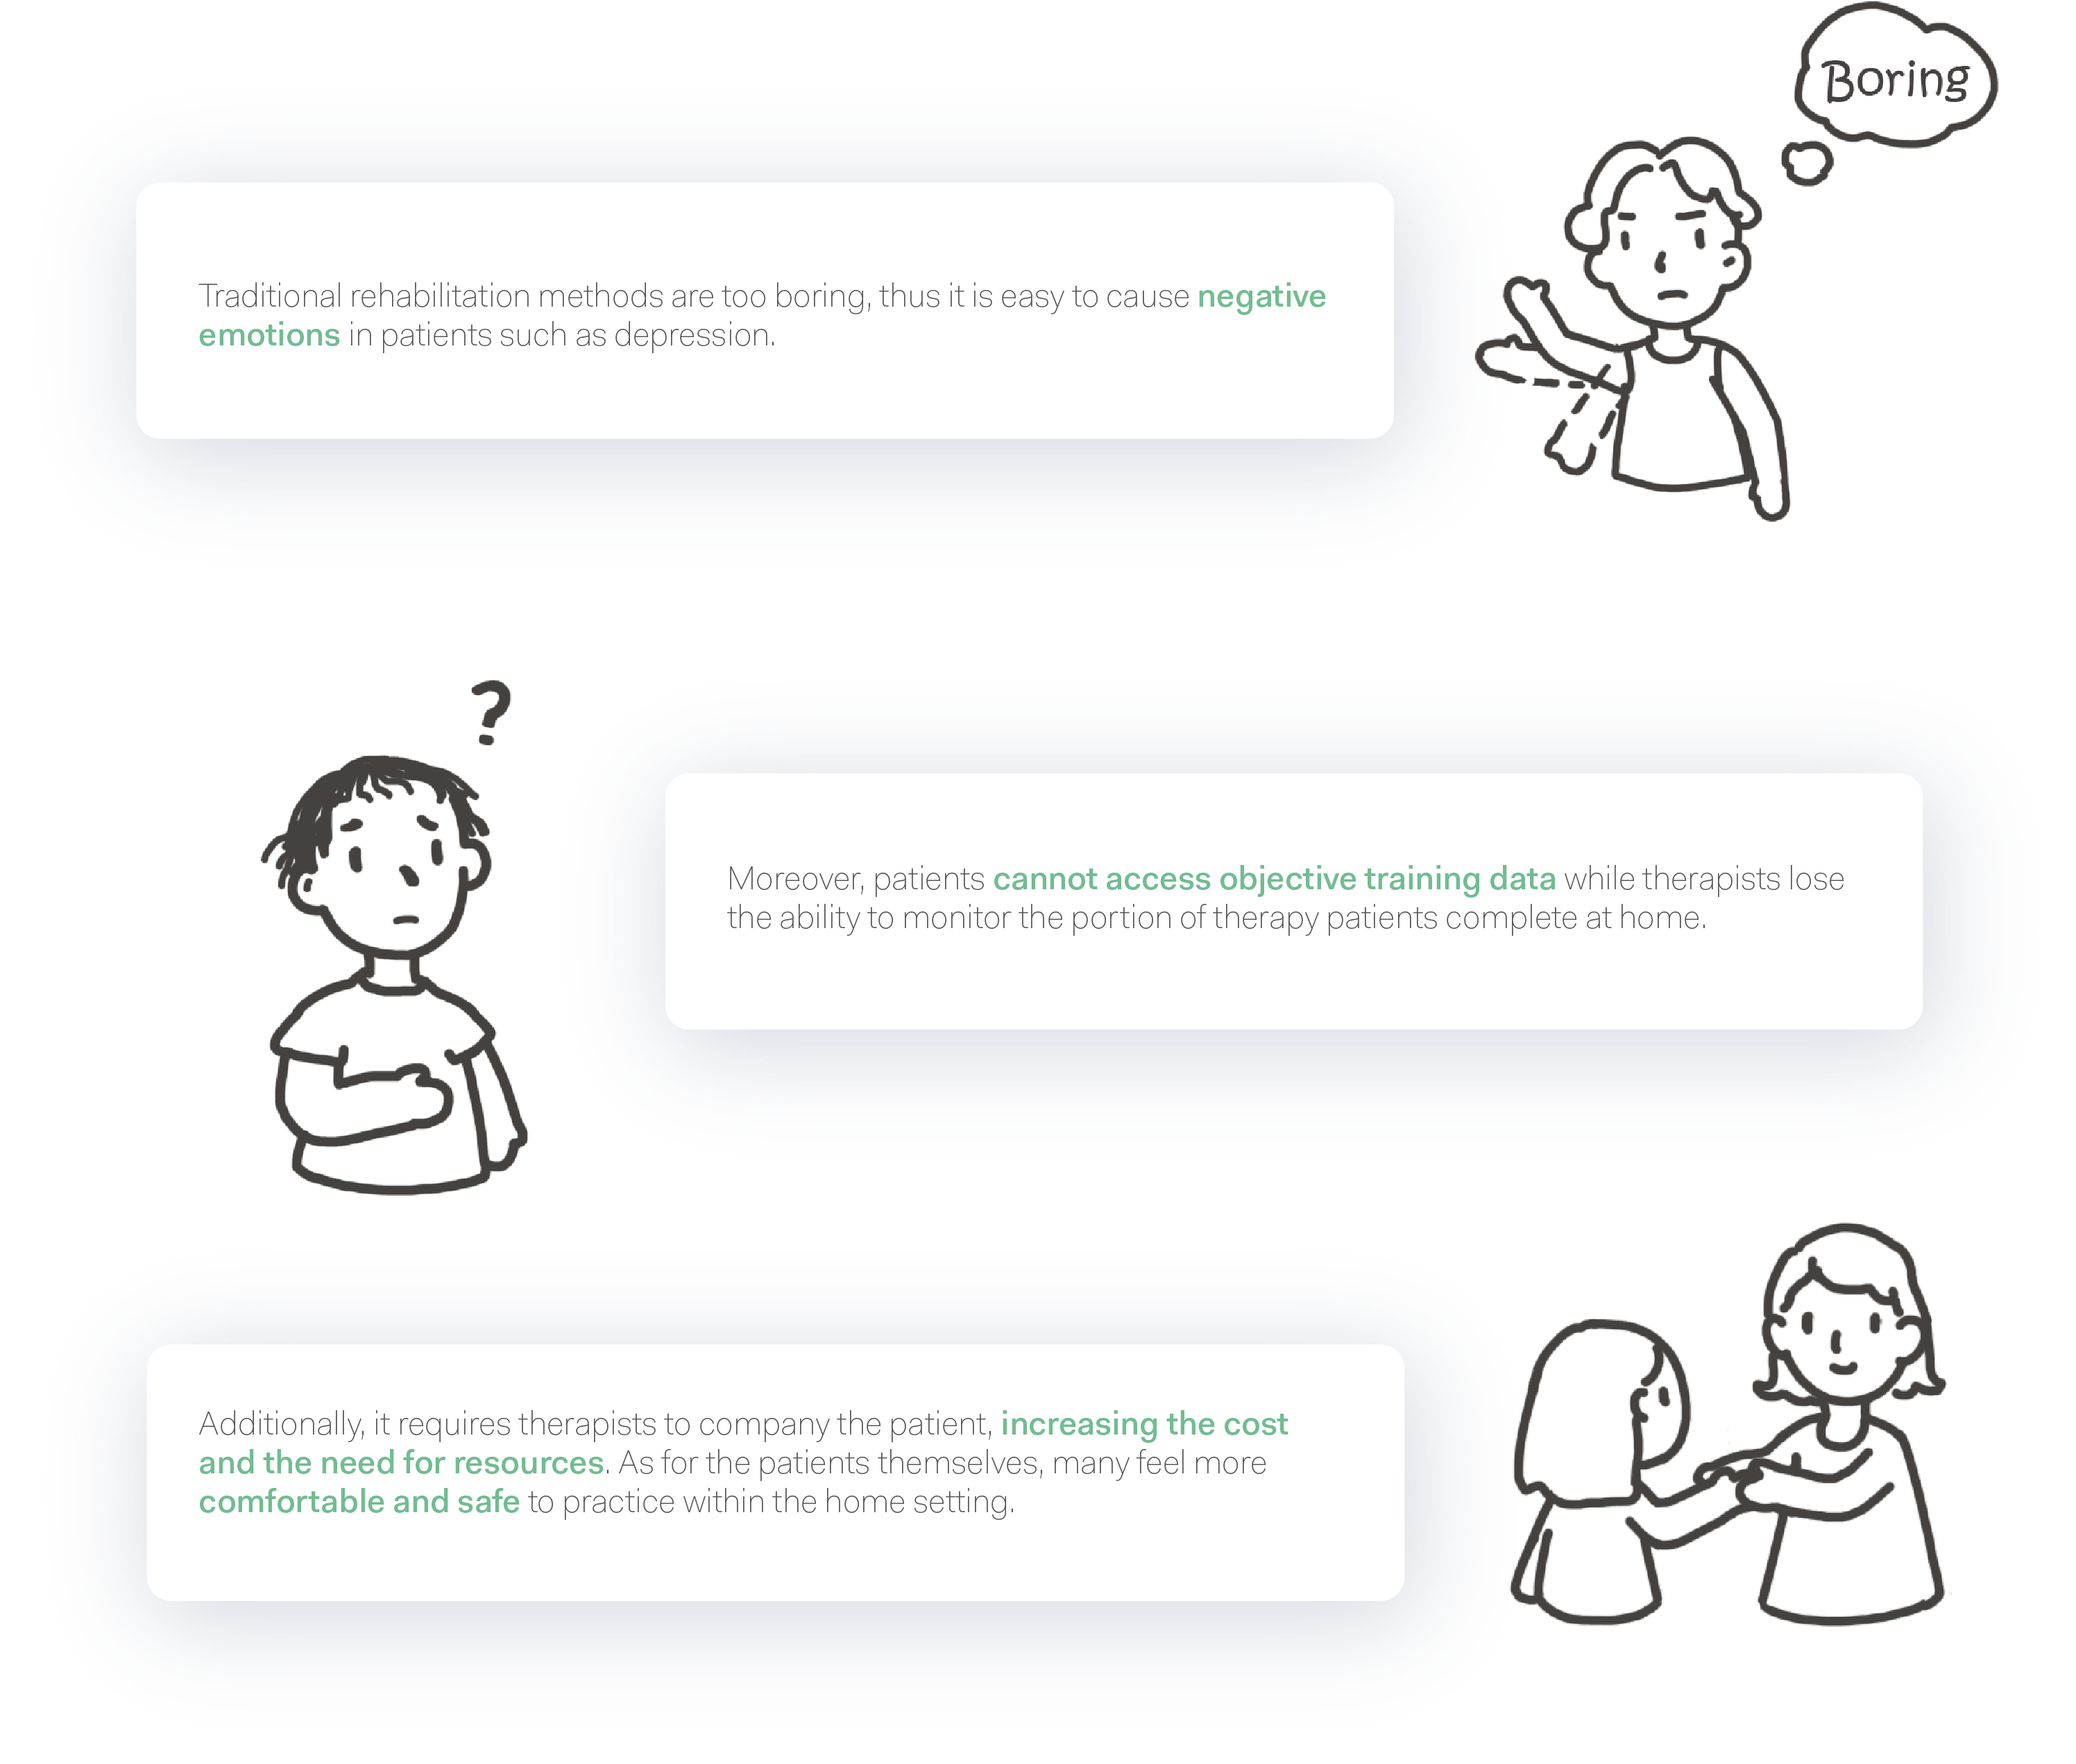 Boring
Traditional rehabilitation methods are too boring, thus it is easy to cause negative
emotions in patients such as depression.
?
Moreover, patients cannot access objective training data while therapists lose
the ability to monitor the portion of therapy patients complete at home.
Additionally, it requires therapists to company the patient, increasing the cost
and the need for resources. As for the patients themselves, many feel more
comfortable and safe to practice within the home setting.